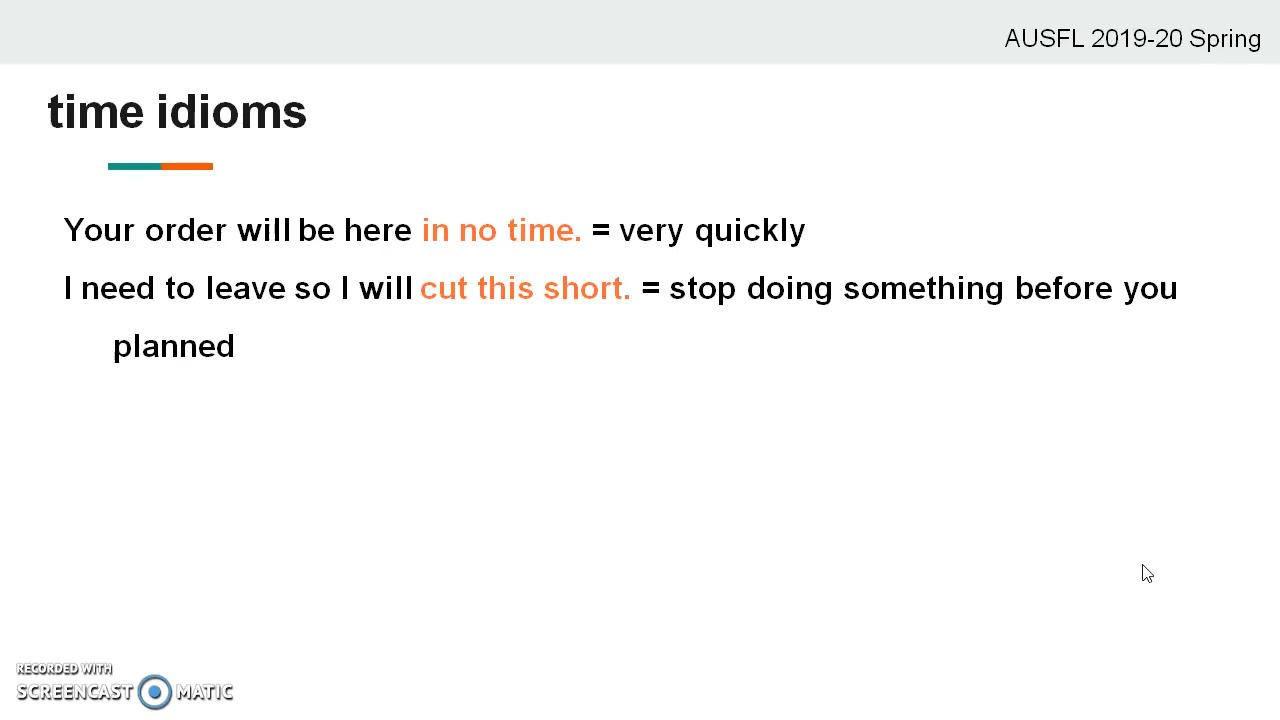 AUSFL 2019-20 Spring
time idioms
Your order will be here in no time. = very quickly
I need to leave so I will cut this short. = stop doing something before you
planned
RECORDED WITH
SCREENCAST MATIC